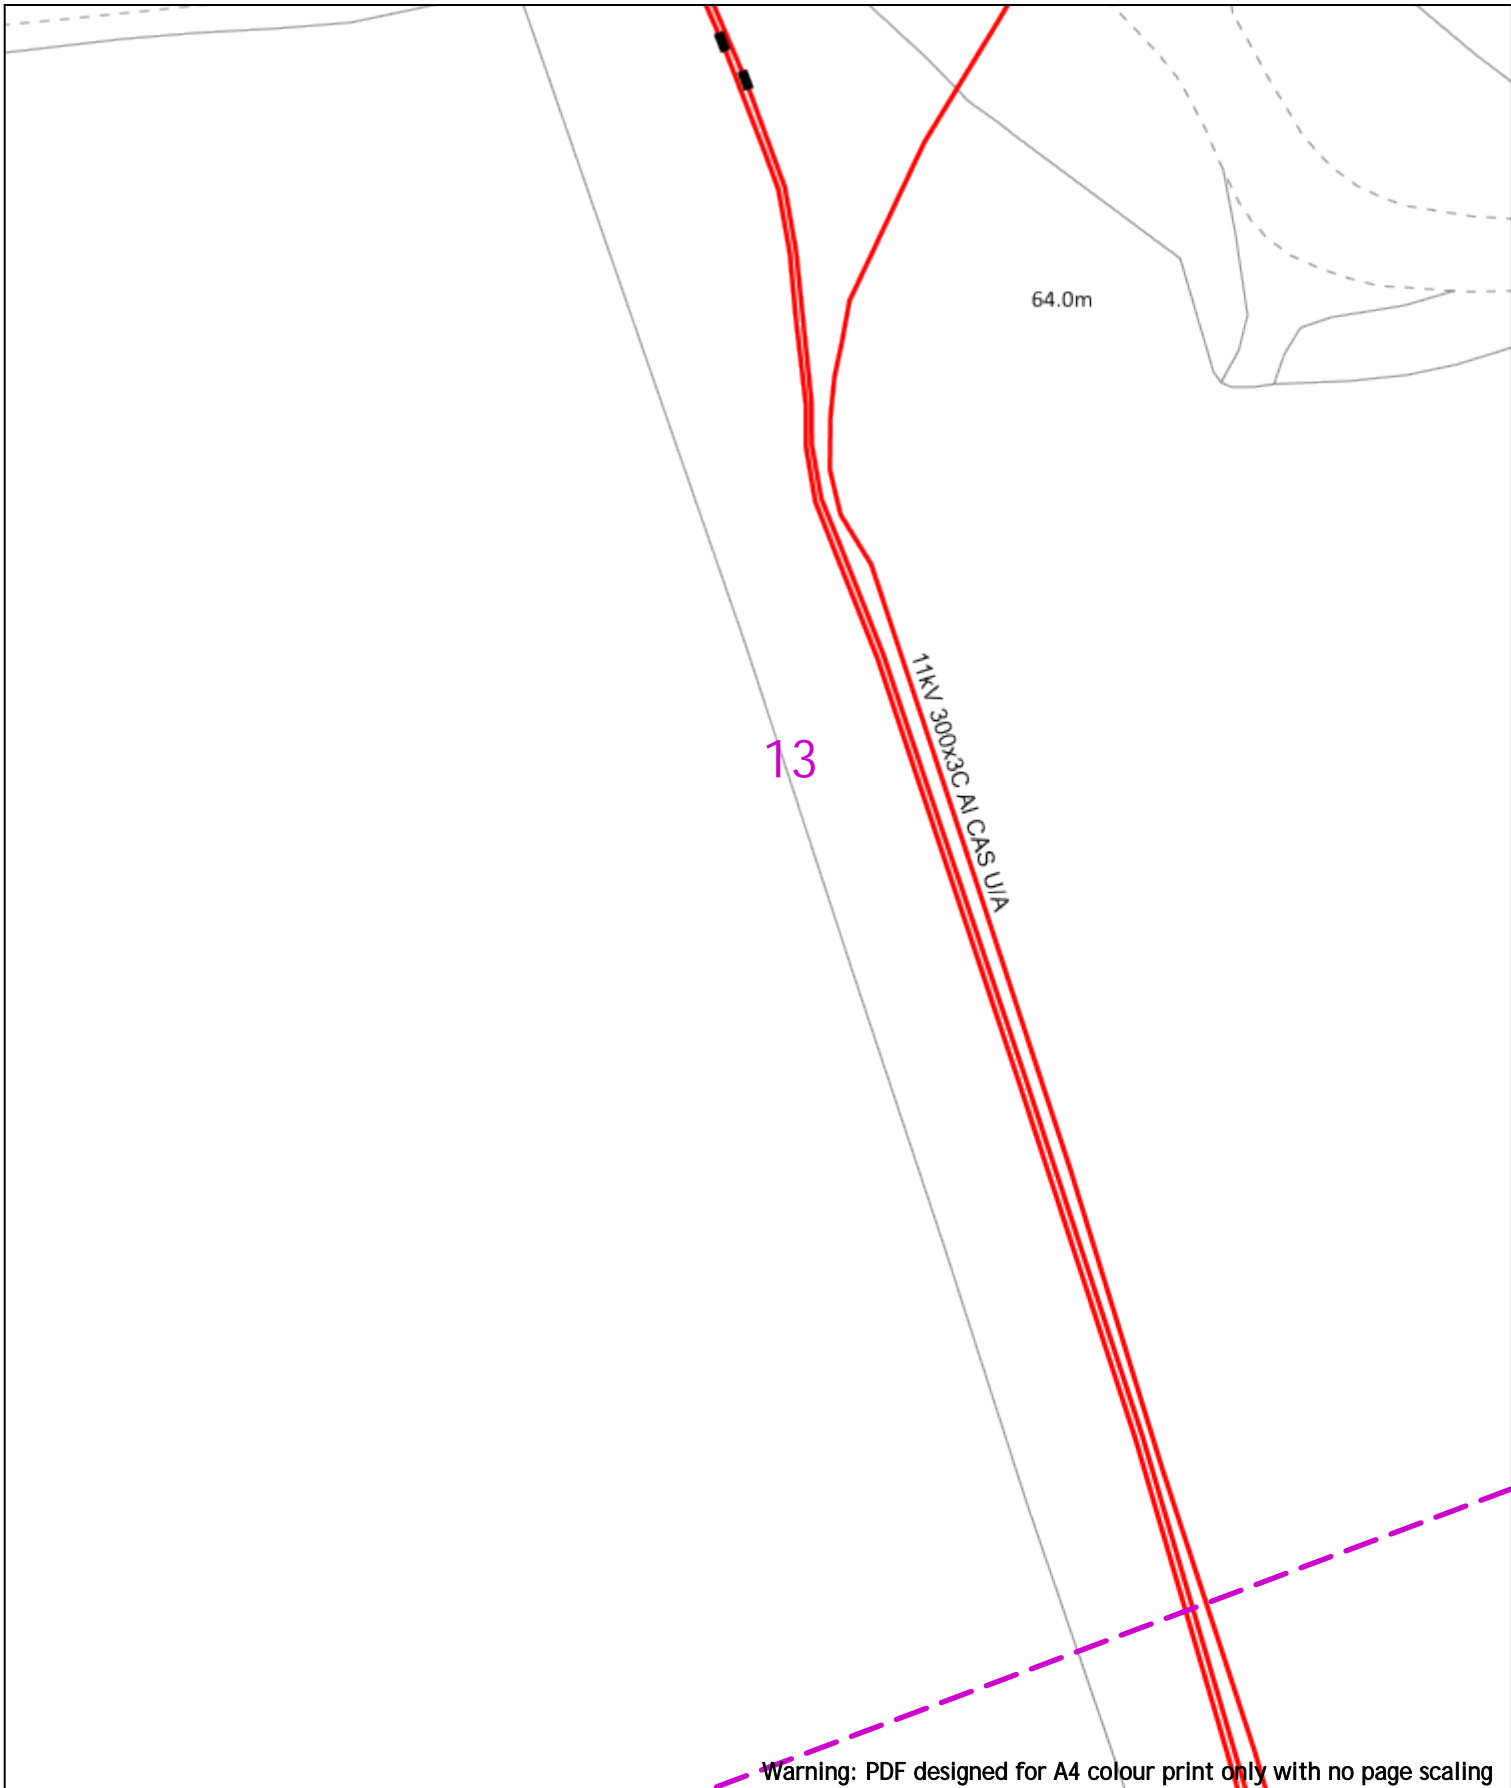 64.0m
11kV 300x3C Al CAS U/A
13
Warning: PDF designed for A4 colour print only with no page scaling